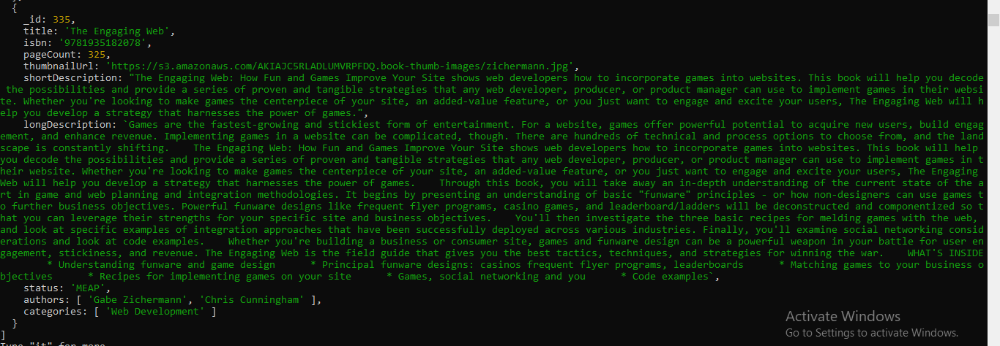 {
_id: 335,
title: 'The Engaging Web',
isbn: '9781935182078',
pageCount: 325,
thumbnailUrl: 'https://s3.amazonaws.com/AKIAJC5RLADLUMVRPFDQ.book-thumb-images/zichermann.jpg',
shortDescription: "The Engaging Web: How Fun and Games Improve Your Site shows web developers how to incorporate games into websites. This book will help you decode
the possibilities and provide a series of proven and tangible strategies that any web developer, producer, or product manager can use to implement games in their websi
te. Whether you're looking to make games the centerpiece of your site, an added-value feature, or you just want to engage and excite your users, The Engaging Web will h
elp you develop a strategy that harnesses the power of games.",
longDescription: `Games are the fastest-growing and stickiest form of entertainment. For a website, games offer powerful potential to acquire new users, build engag
ement, and enhance revenue. Implementing games in a website can be complicated, though. There are hundreds of technical and process options to choose from, and the land
scape is constantly shifting.    The Engaging Web: How Fun and Games Improve Your Site shows web developers how to incorporate games into websites. This book will help
you decode the possibilities and provide a series of proven and tangible strategies that any web developer, producer, or product manager can use to implement games in t
heir website. Whether you're looking to make games the centerpiece of your site, an added-value feature, or you just want to engage and excite your users, The Engaging
Web will help you develop a strategy that harnesses the power of games.    Through this book, you will take away an in-depth understanding of the current state of the a
rt in game and web planning and integration methodologies. It begins by presenting an understanding of basic "funware" principles - or how non-designers can use games t
o further business objectives. Powerful funware designs like frequent flyer programs, casino games, and leaderboard/ladders will be deconstructed and componentized so t
hat you can leverage their strengths for your specific site and business objectives.    You'll then investigate the three basic recipes for melding games with the web,
and look at specific examples of integration approaches that have been successfully deployed across various industries. Finally, you'll examine social networking consid
erations and look at code examples.    Whether you're building a business or consumer site, games and funware design can be a powerful weapon in your battle for user en
gagement, stickiness, and revenue. The Engaging Web is the field guide that gives you the best tactics, techniques, and strategies for winning the war.    WHAT'S INSIDE
* Understanding funware and game design      * Principal funware designs: casinos frequent flyer programs, leaderboards      * Matching games to your business o
bjectives      * Recipes for implementing games on your site      * Games, social networking and you      * Code examples`,
status: 'MEAP',
authors: [ 'Gabe Zichermann', 'Chris Cunningham' ],
categories: [ 'Web Development' ]
}
]
Type "it" for more
Activate Windows
Go to Settings to activate Windows.